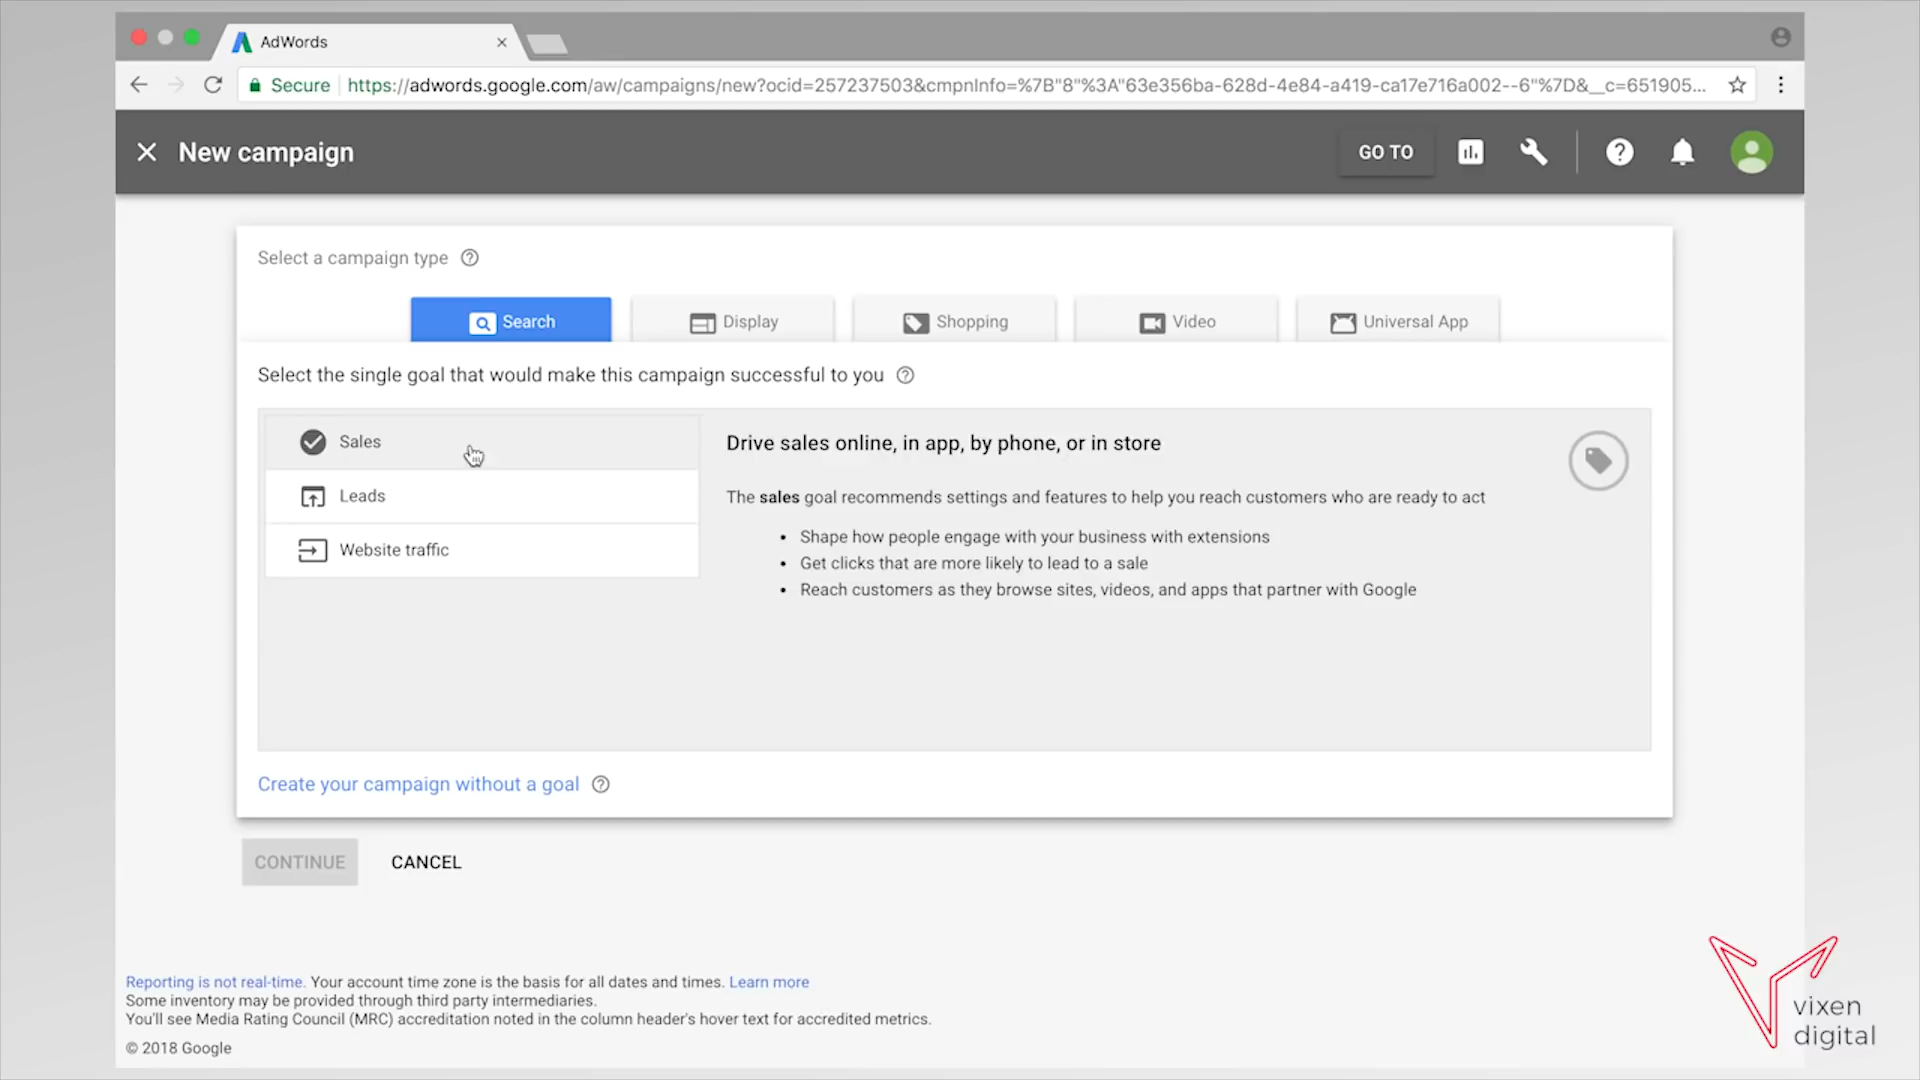 AdWords
Secure https://adwords.google.com/aw/campaigns/new?ocid=257237503&cmpnInfo=%7B"8"%3A"63e356ba-628d-4e84-a419-ca17e716a002--6"%7D&__c=651905...
New campaign
GO TO
Select a campaign type
Search Display Shopping Video Universal App
Select the single goal that would make this campaign successful to you
Sales
Leads
Website traffic
Drive sales online, in app, by phone, or in store
The sales goal recommends settings and features to help you reach customers who are ready to act
• Shape how people engage with your business with extensions
• Get clicks that are more likely to lead to a sale
• Reach customers as they browse sites, videos, and apps that partner with Google
Create your campaign without a goal
CONTINUE CANCEL
Reporting is not real-time. Your account time zone is the basis for all dates and times. Learn more
Some inventory may be provided through third party intermediaries.
You'll see Media Rating Council (MRC) accreditation noted in the column header's hover text for accredited metrics.
© 2018 Google
vixen
digital